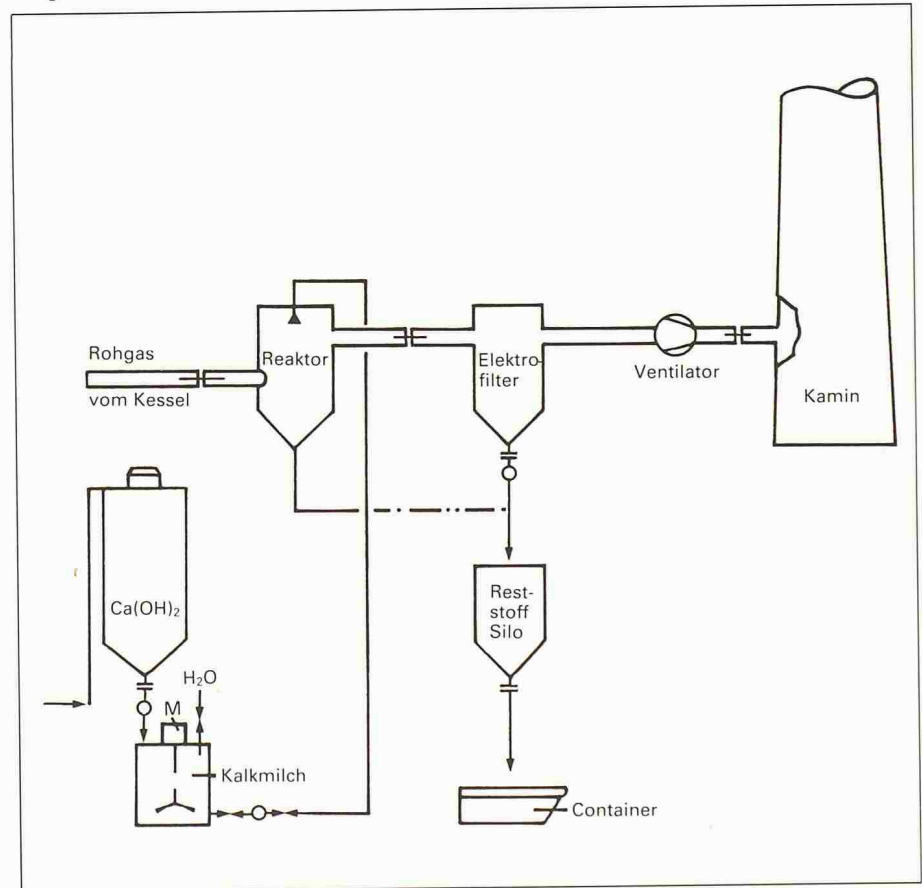 Rohgas
vom Kessel
Reaktor
Elektro-
filter
Ventilator
Kamin
Ca(OH)₂
H₂O
M
Kalkmilch
Rest-
stoff
Silo
Container